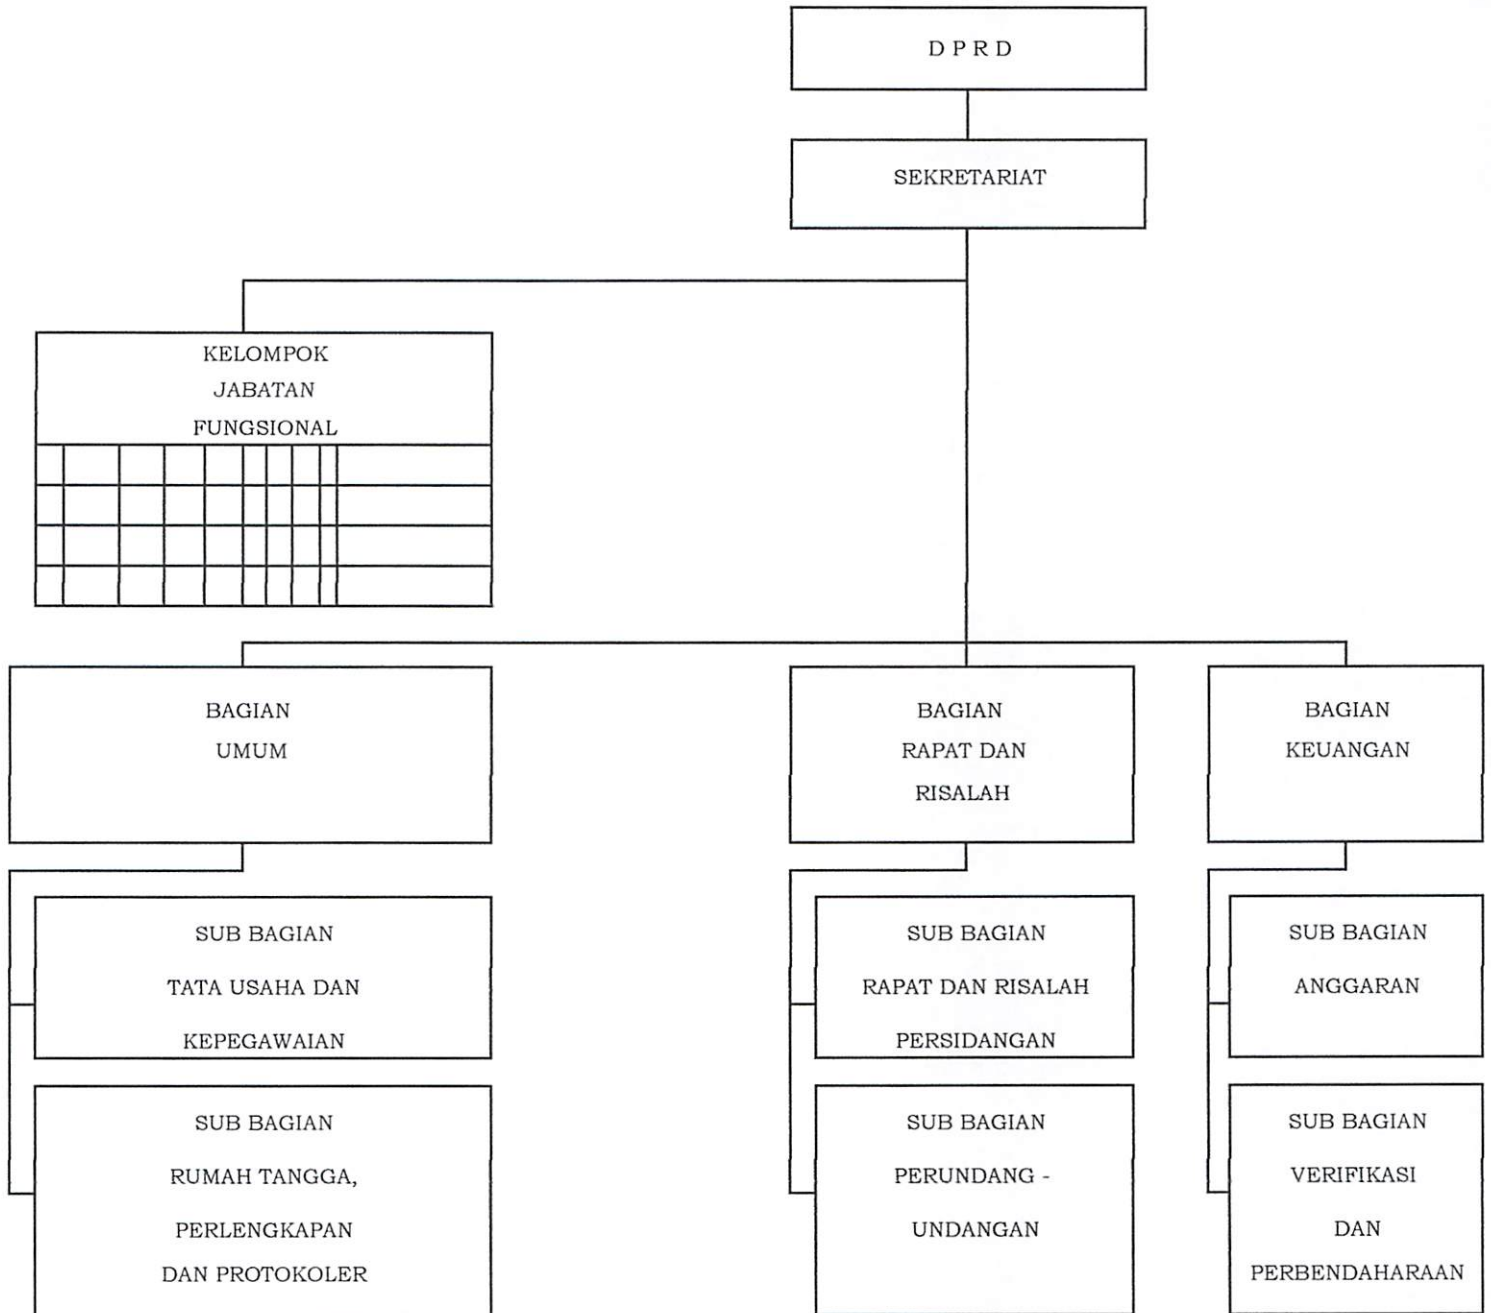 D P R D
SEKRETARIAT
KELOMPOK
JABATAN
FUNGSIONAL
BAGIAN
UMUM
BAGIAN
RAPAT DAN
RISALAH
BAGIAN
KEUANGAN
SUB BAGIAN
TATA USAHA DAN
KEPEGAWAIAN
SUB BAGIAN
RAPAT DAN RISALAH
PERSIDANGAN
SUB BAGIAN
ANGGARAN
SUB BAGIAN
RUMAH TANGGA,
PERLENGKAPAN
DAN PROTOKOLER
SUB BAGIAN
PERUNDANG -
UNDANGAN
SUB BAGIAN
VERIFIKASI
DAN
PERBENDAHARAAN